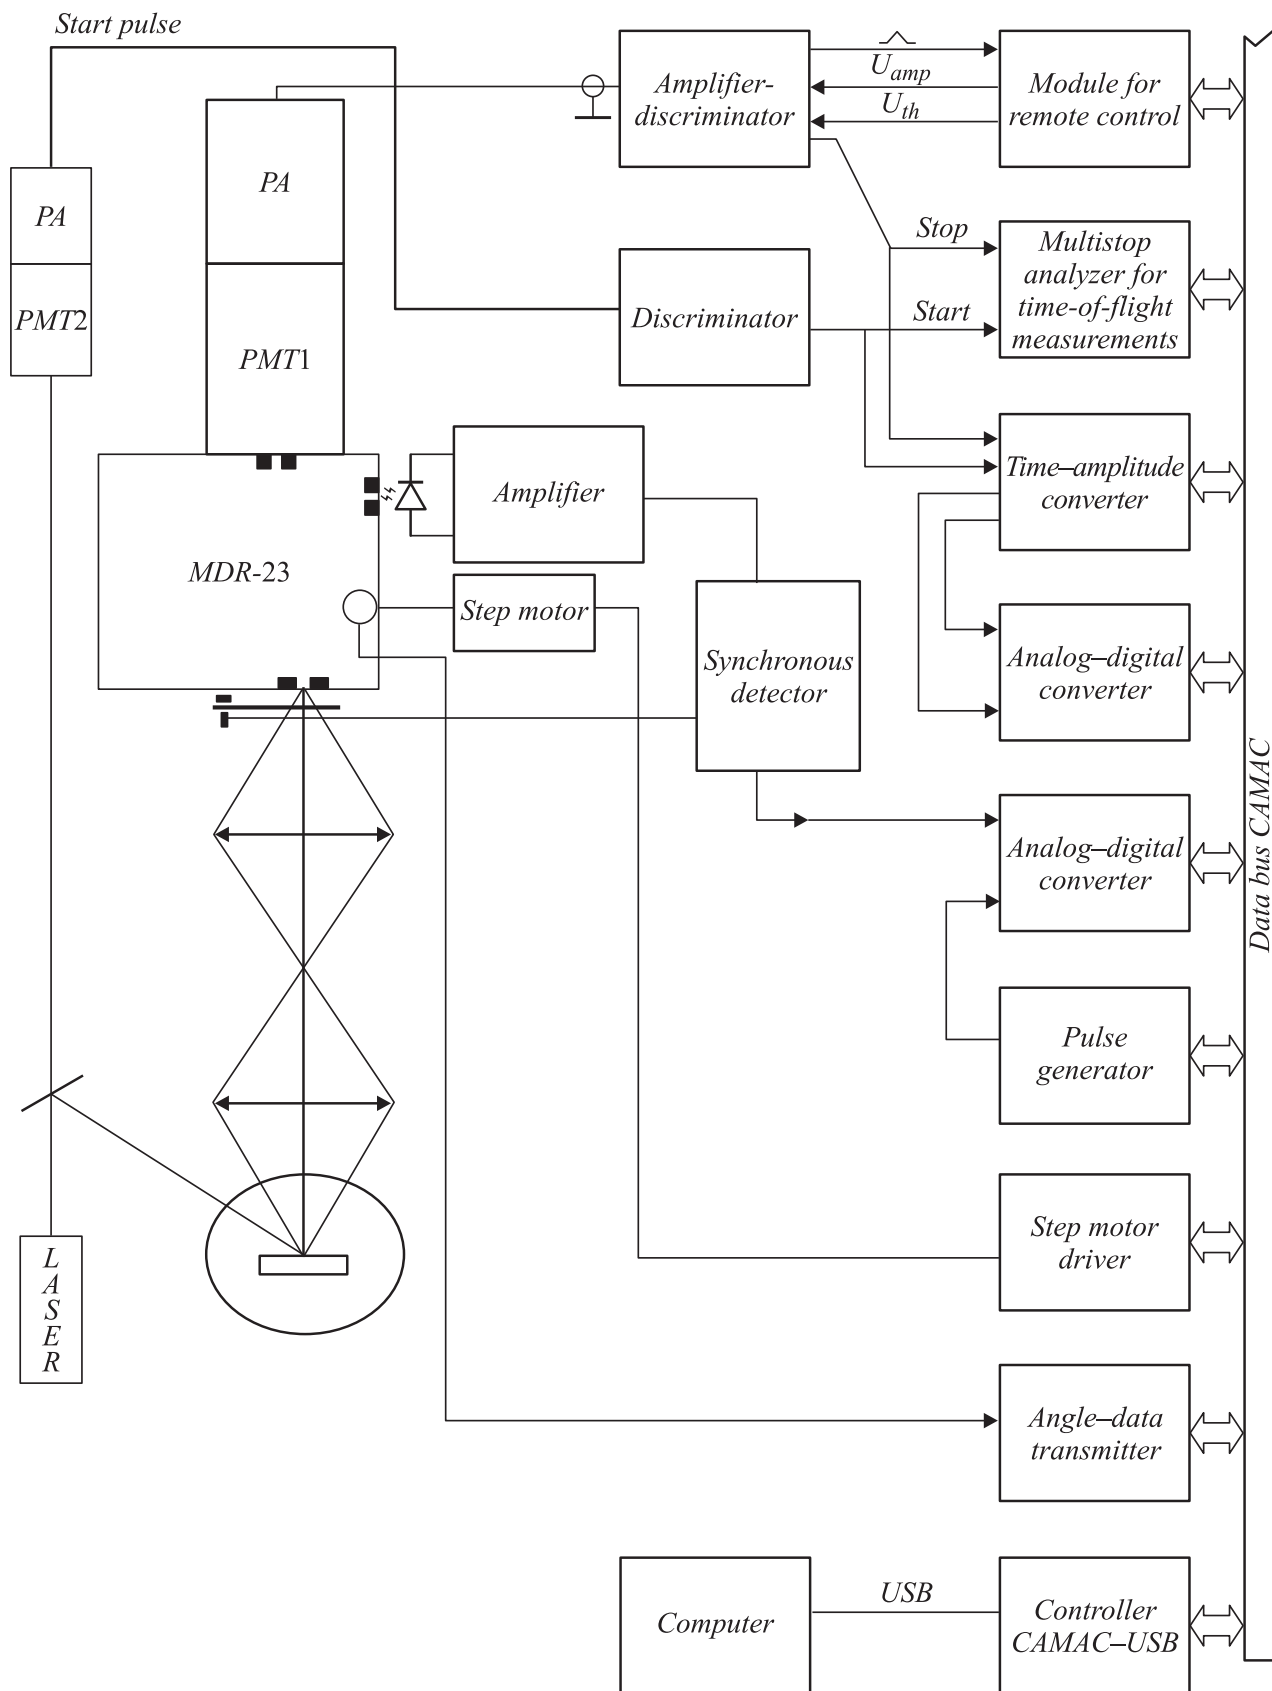 Start pulse
PA
PMT2
PA
PMT1
Amplifier-
discriminator
U_amp
U_th
Module for
remote control
Stop
Multistop
analyzer for
time-of-flight
measurements
Discriminator
Start
Amplifier
Time–amplitude
converter
MDR-23
Step motor
Synchronous
detector
Analog–digital
converter
Data bus CAMAC
Analog–digital
converter
Pulse
generator
Step motor
driver
L
A
S
E
R
Angle–data
transmitter
Computer
USB
Controller
CAMAC–USB